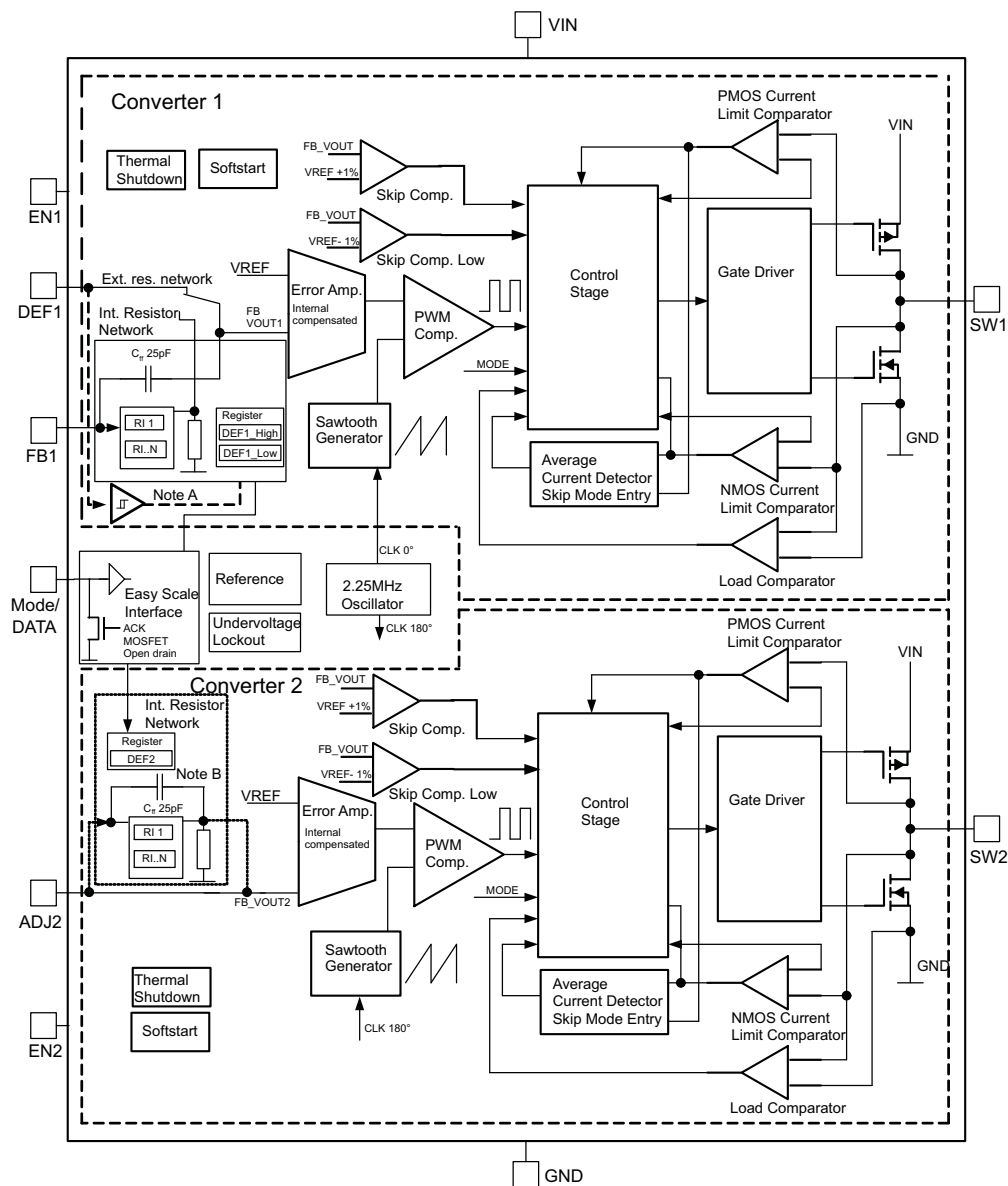 VIN
Converter 1
PMOS Current
Limit Comparator
VIN
FB_VOUT
VREF +1%
Skip Comp.
Thermal
Shutdown
Softstart
EN1
FB_VOUT
VREF- 1%
Skip Comp. Low
Control
Stage
Gate Driver
Ext. res. network
DEF1
VREF
Error Amp.
Internal
compensated
FB
VOUT1
PWM
Comp.
SW1
Int. Resistor
Network
Cff 25pF
MODE
RI 1
RI..N
Register
DEF1_High
DEF1_Low
FB1
Sawtooth
Generator
GND
Average
Current Detector
Skip Mode Entry
NMOS Current
Limit Comparator
Note A
CLK 0°
Load Comparator
Mode/
DATA
Easy Scale
Interface
ACK
MOSFET
Open drain
Reference
Undervoltage
Lockout
2.25MHz
Oscillator
CLK 180°
PMOS Current
Limit Comparator
VIN
Converter 2
FB_VOUT
VREF +1%
Skip Comp.
Int. Resistor
Network
Register
DEF2
Note B
Cff 25pF
RI 1
RI..N
FB_VOUT
VREF- 1%
Skip Comp. Low
Control
Stage
Gate Driver
VREF
Error Amp.
Internal
compensated
PWM
Comp.
SW2
MODE
ADJ2
FB_VOUT2
Sawtooth
Generator
GND
Thermal
Shutdown
Average
Current Detector
Skip Mode Entry
NMOS Current
Limit Comparator
Softstart
EN2
CLK 180°
Load Comparator
GND